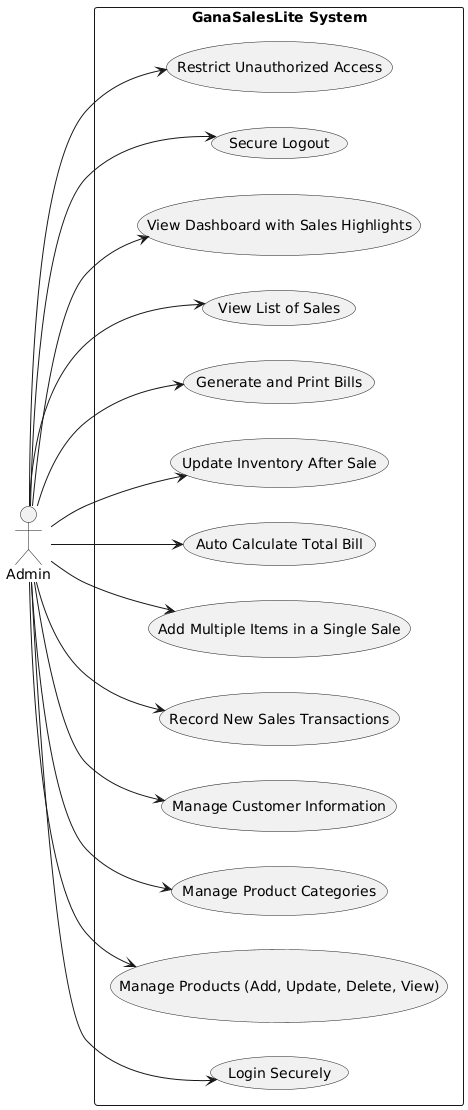 GanaSalesLite System
Restrict Unauthorized Access
Secure Logout
View Dashboard with Sales Highlights
View List of Sales
Generate and Print Bills
Update Inventory After Sale
Auto Calculate Total Bill
Admin
Add Multiple Items in a Single Sale
Record New Sales Transactions
Manage Customer Information
Manage Product Categories
Manage Products (Add, Update, Delete, View)
Login Securely